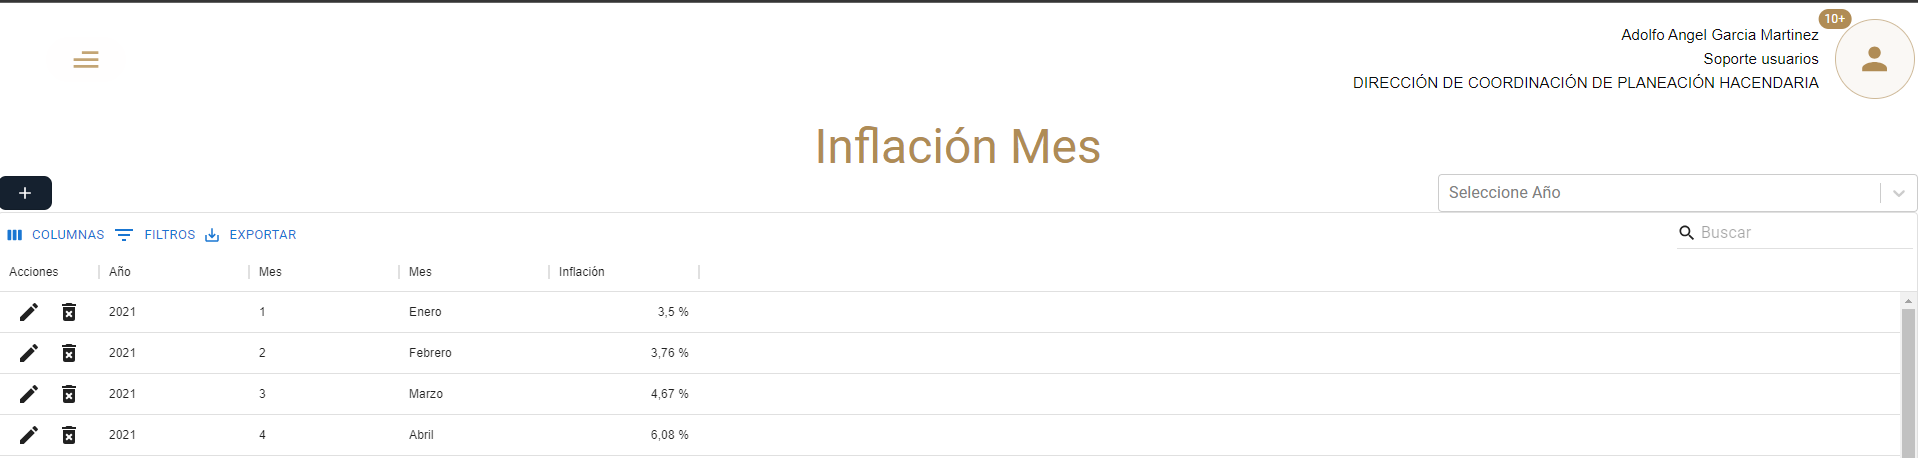 10+
Adolfo Angel Garcia Martinez
Soporte usuarios
DIRECCIÓN DE COORDINACIÓN DE PLANEACIÓN HACENDARIA
Inflación Mes
+
Seleccione Año
COLUMNAS FILTROS EXPORTAR
Buscar
Acciones Año Mes Mes Inflación
2021 1 Enero 3,5 %
2021 2 Febrero 3,76 %
2021 3 Marzo 4,67 %
2021 4 Abril 6,08 %